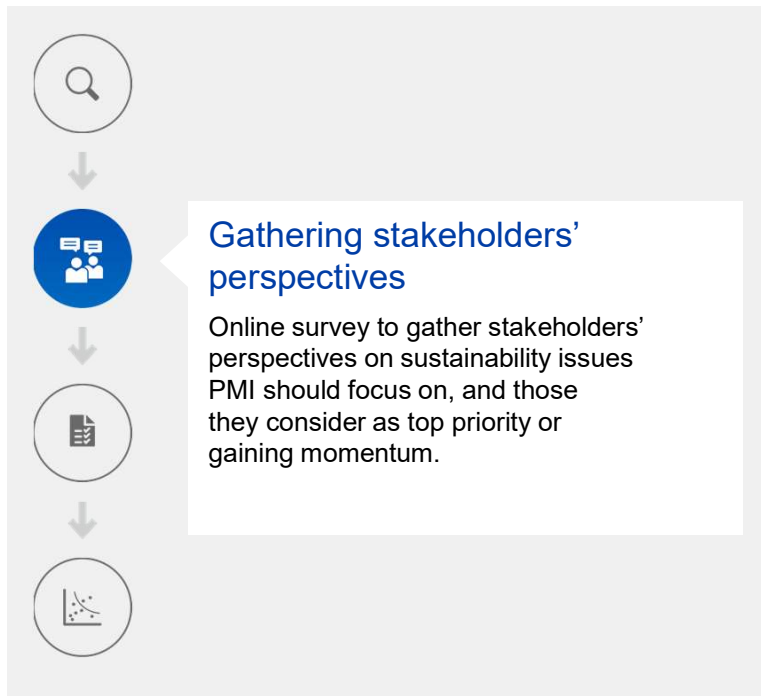 Gathering stakeholders’
perspectives
Online survey to gather stakeholders’
perspectives on sustainability issues
PMI should focus on, and those
they consider as top priority or
gaining momentum.